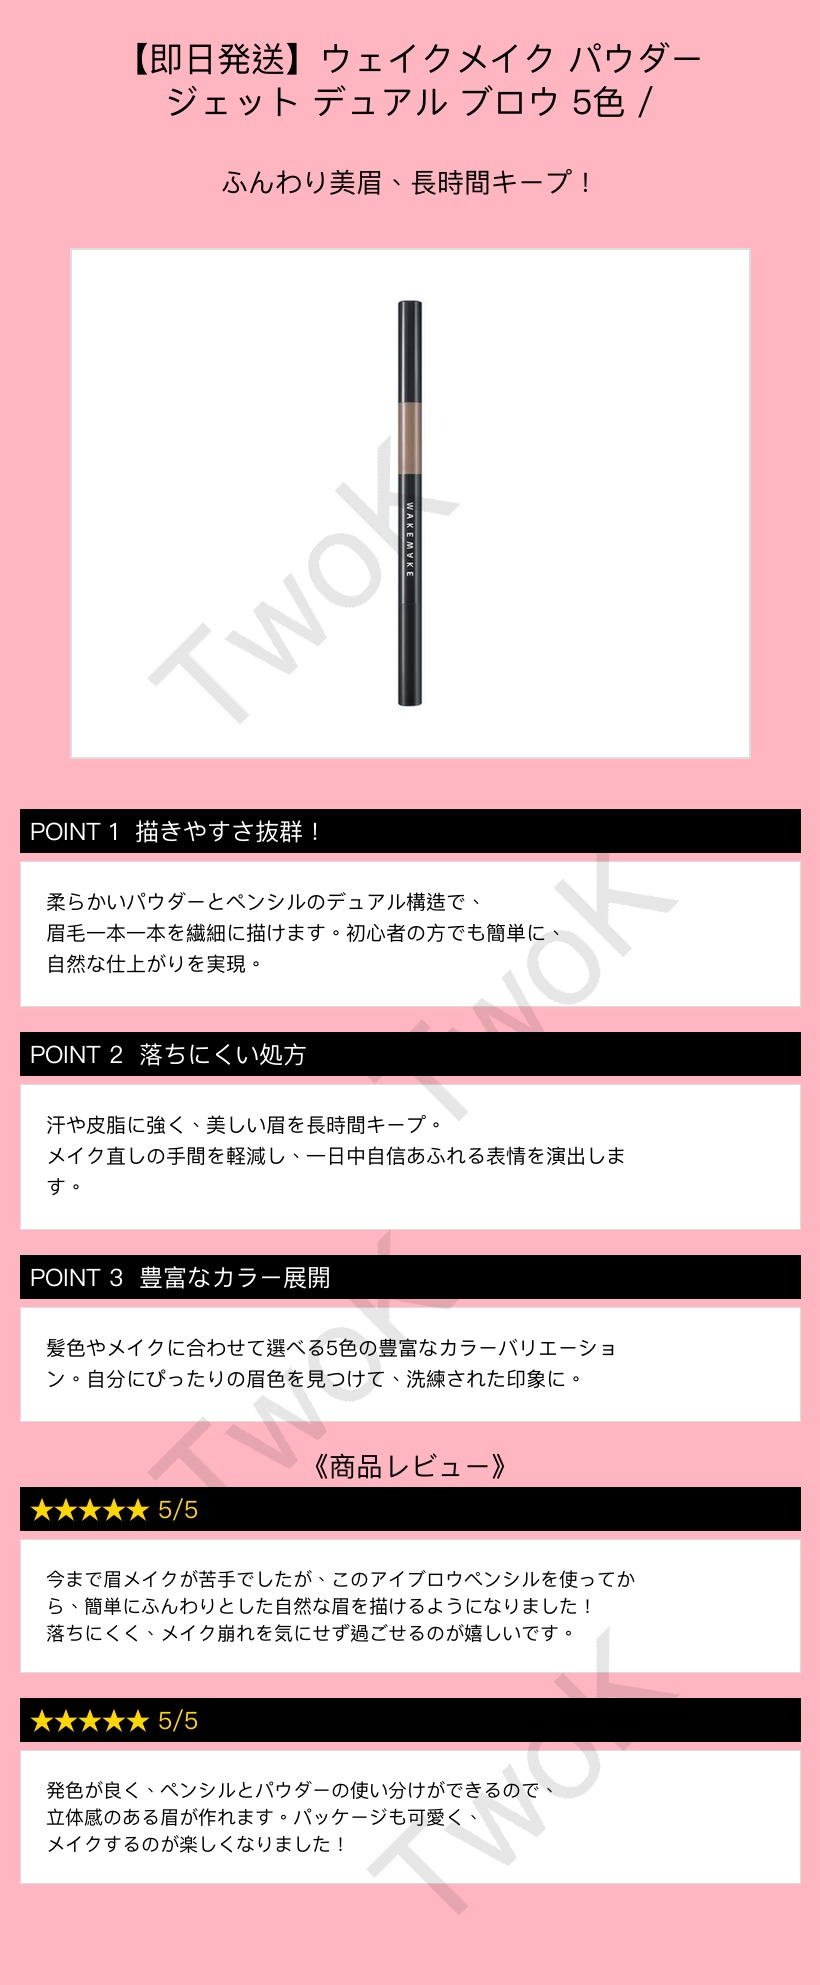 【即日発送】ウェイクメイク パウダー
ジェット デュアル ブロウ 5色 /
ふんわり美眉、長時間キープ！
WAKEMAKE
TwoK
POINT 1 描きやすさ抜群！
柔らかいパウダーとペンシルのデュアル構造で、
眉毛一本一本を繊細に描けます。初心者の方でも簡単に、
自然な仕上がりを実現。
TwoK
POINT 2 落ちにくい処方
汗や皮脂に強く、美しい眉を長時間キープ。
メイク直しの手間を軽減し、一日中自信あふれる表情を演出しま
す。
POINT 3 豊富なカラー展開
髪色やメイクに合わせて選べる5色の豊富なカラーバリエーショ
ン。自分にぴったりの眉色を見つけて、洗練された印象に。
TwoK
《商品レビュー》
★★★★★ 5/5
今まで眉メイクが苦手でしたが、このアイブロウペンシルを使ってか
ら、簡単にふんわりとした自然な眉を描けるようになりました！
落ちにくく、メイク崩れを気にせず過ごせるのが嬉しいです。
★★★★★ 5/5
発色が良く、ペンシルとパウダーの使い分けができるので、
立体感のある眉が作れます。パッケージも可愛く、
メイクするのが楽しくなりました！
TwoK